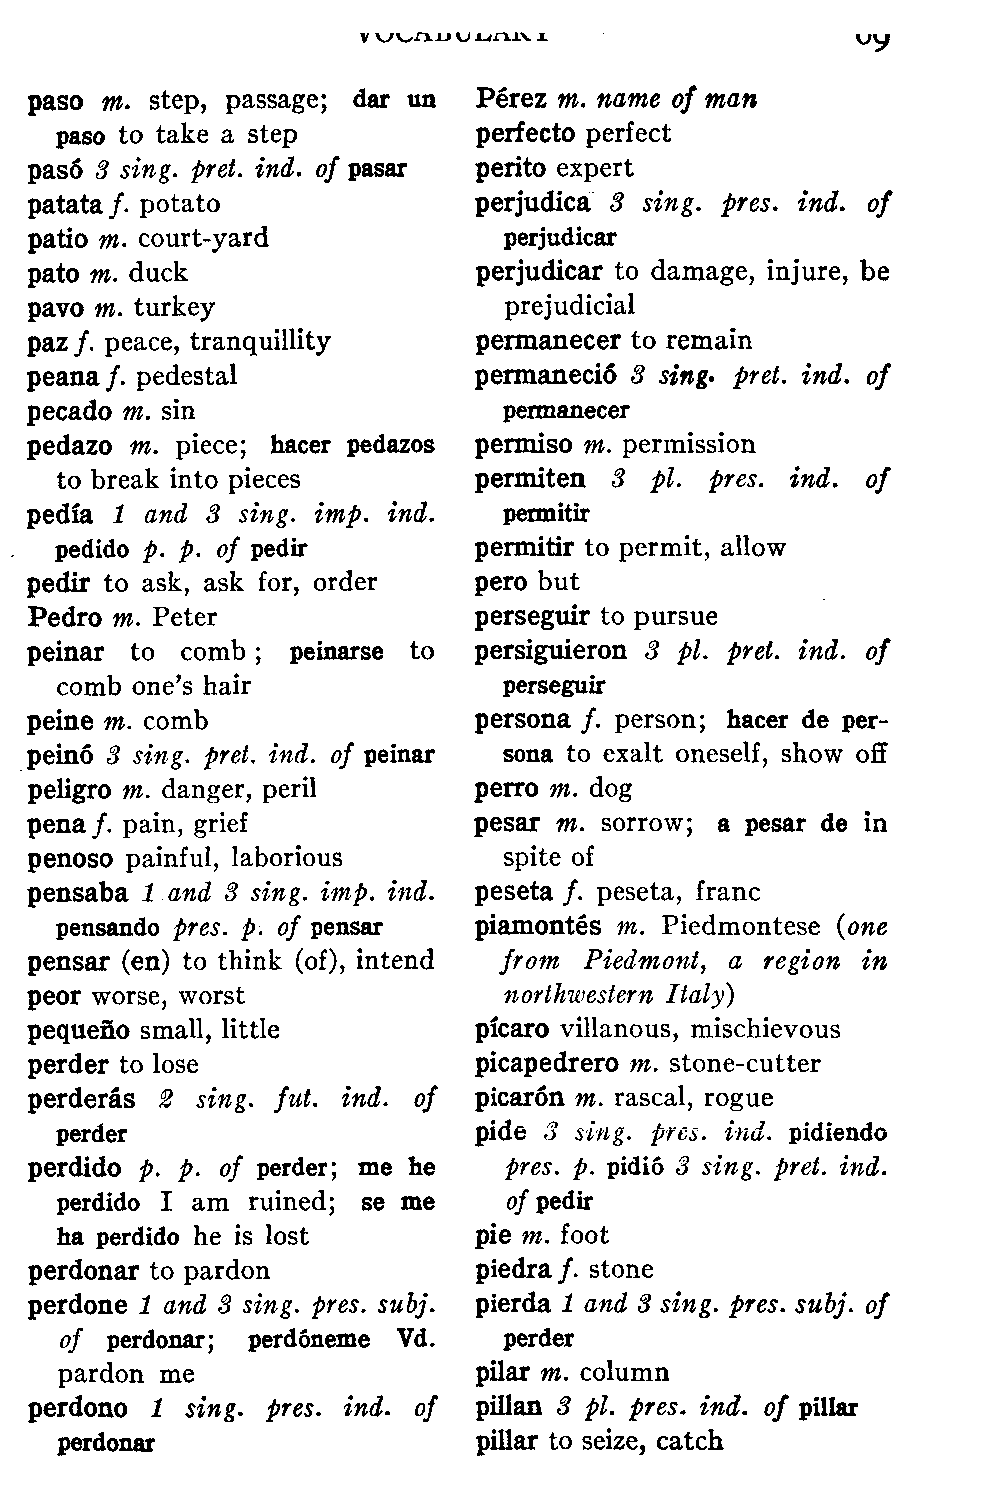 VOCABULARY
paso m. step, passage; dar un
paso to take a step
pasó 3 sing. pret. ind. of pasar
patata f. potato
patio m. court-yard
pato m. duck
pavo m. turkey
paz f. peace, tranquillity
peana f. pedestal
pecado m. sin
pedazo m. piece; hacer pedazos
to break into pieces
pedía 1 and 3 sing. imp. ind.
pedido p. p. of pedir
pedir to ask, ask for, order
Pedro m. Peter
peinar to comb; peinarse to
comb one's hair
peine m. comb
peinó 3 sing. pret. ind. of peinar
peligro m. danger, peril
pena f. pain, grief
penoso painful, laborious
pensaba 1 and 3 sing. imp. ind.
pensando pres. p. of pensar
pensar (en) to think (of), intend
peor worse, worst
pequeño small, little
perder to lose
perderás 2 sing. fut. ind. of
perder
perdido p. p. of perder; me he
perdido I am ruined; se me
ha perdido he is lost
perdonar to pardon
perdone 1 and 3 sing. pres. subj.
of perdonar; perdóneme Vd.
pardon me
perdono 1 sing. pres. ind. of
perdonar
Pérez m. name of man
perfecto perfect
perito expert
perjudica 3 sing. pres. ind. of
perjudicar
perjudicar to damage, injure, be
prejudicial
permanecer to remain
permaneció 3 sing. pret. ind. of
permanecer
permiso m. permission
permiten 3 pl. pres. ind. of
permitir
permitir to permit, allow
pero but
perseguir to pursue
persiguieron 3 pl. pret. ind. of
perseguir
persona f. person; hacer de per-
sona to exalt oneself, show off
perro m. dog
pesar m. sorrow; a pesar de in
spite of
peseta f. peseta, franc
piamontés m. Piedmontese (one
from Piedmont, a region in
northwestern Italy)
pícaro villanous, mischievous
picapedrero m. stone-cutter
picarón m. rascal, rogue
pide 3 sing. pres. ind. pidiendo
pres. p. pidió 3 sing. pret. ind.
of pedir
pie m. foot
piedra f. stone
pierda 1 and 3 sing. pres. subj. of
perder
pilar m. column
pillan 3 pl. pres. ind. of pillar
pillar to seize, catch